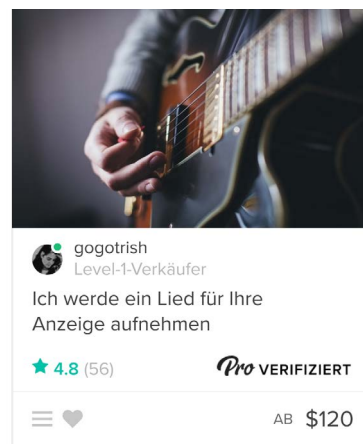 gogotrish
Level-1-Verkäufer
Ich werde ein Lied für Ihre
Anzeige aufnehmen
4.8 (56)
Pro VERIFIZIERT
AB $120